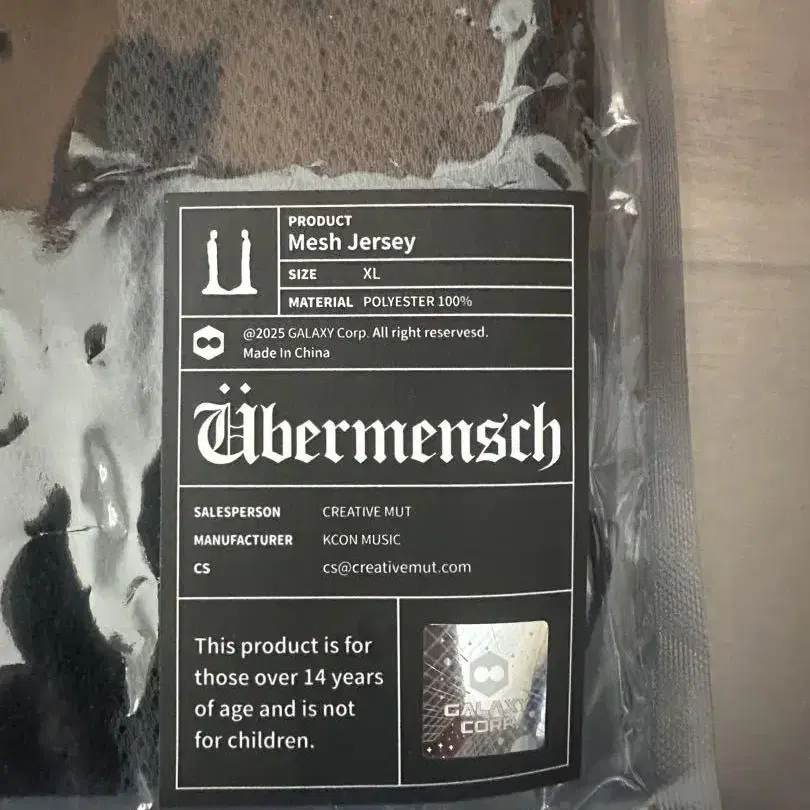 PRODUCT
Mesh Jersey
SIZE XL
MATERIAL POLYESTER 100%
@2025 GALAXY Corp. All right reservesd.
Made In China
Übermensch
SALESPERSON CREATIVE MUT
MANUFACTURER KCON MUSIC
CS cs@creativemut.com
This product is for
those over 14 years
of age and is not
for children.
GALAXY
CORP.